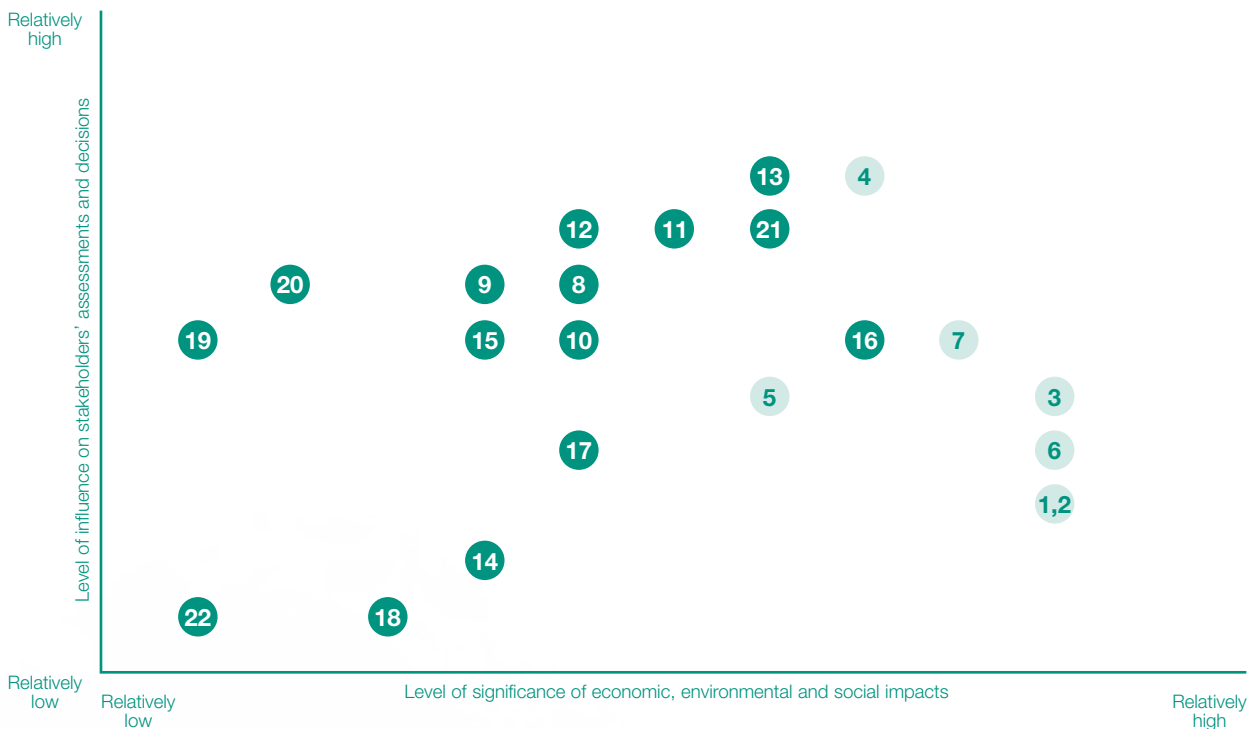 Relatively
high
Level of influence on stakeholders’ assessments and decisions
13
4
12
11
21
20
9
8
19
15
10
16
7
5
3
17
6
1,2
14
22
18
Relatively
low
Relatively
low
Level of significance of economic, environmental and social impacts
Relatively
high